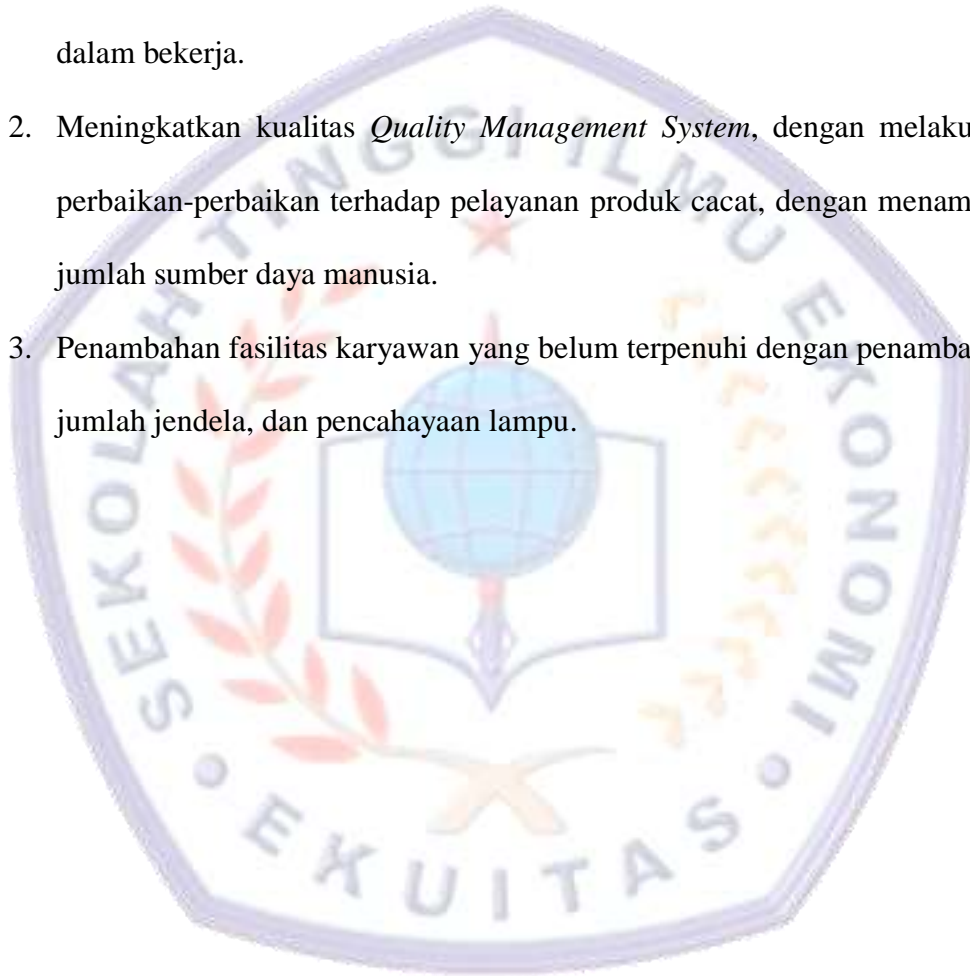 dalam bekerja.
2. Meningkatkan kualitas Quality Management System, dengan melaku
perbaikan-perbaikan terhadap pelayanan produk cacat, dengan menam
jumlah sumber daya manusia.
3. Penambahan fasilitas karyawan yang belum terpenuhi dengan penamba
jumlah jendela, dan pencahayaan lampu.
SEKOLAH TINGGI ILMU EKONOMI
EKUITAS